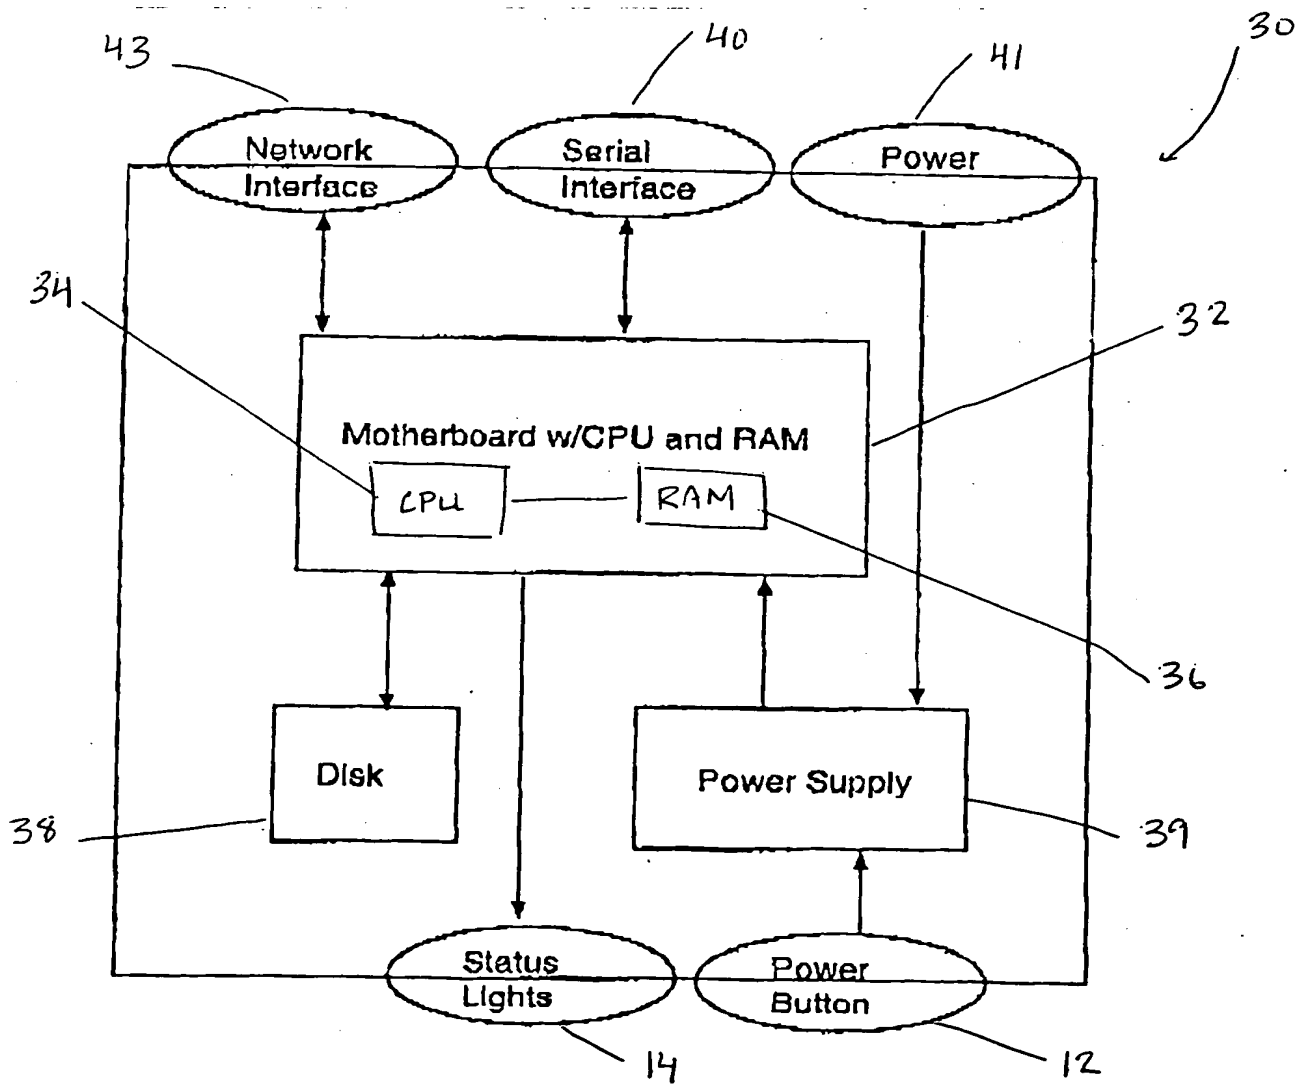 30
43
40
41
Network
Interface
Serial
Interface
Power
34
32
Motherboard w/CPU and RAM
CPU
RAM
36
Disk
Power Supply
38
39
Status
Lights
Power
Button
14
12